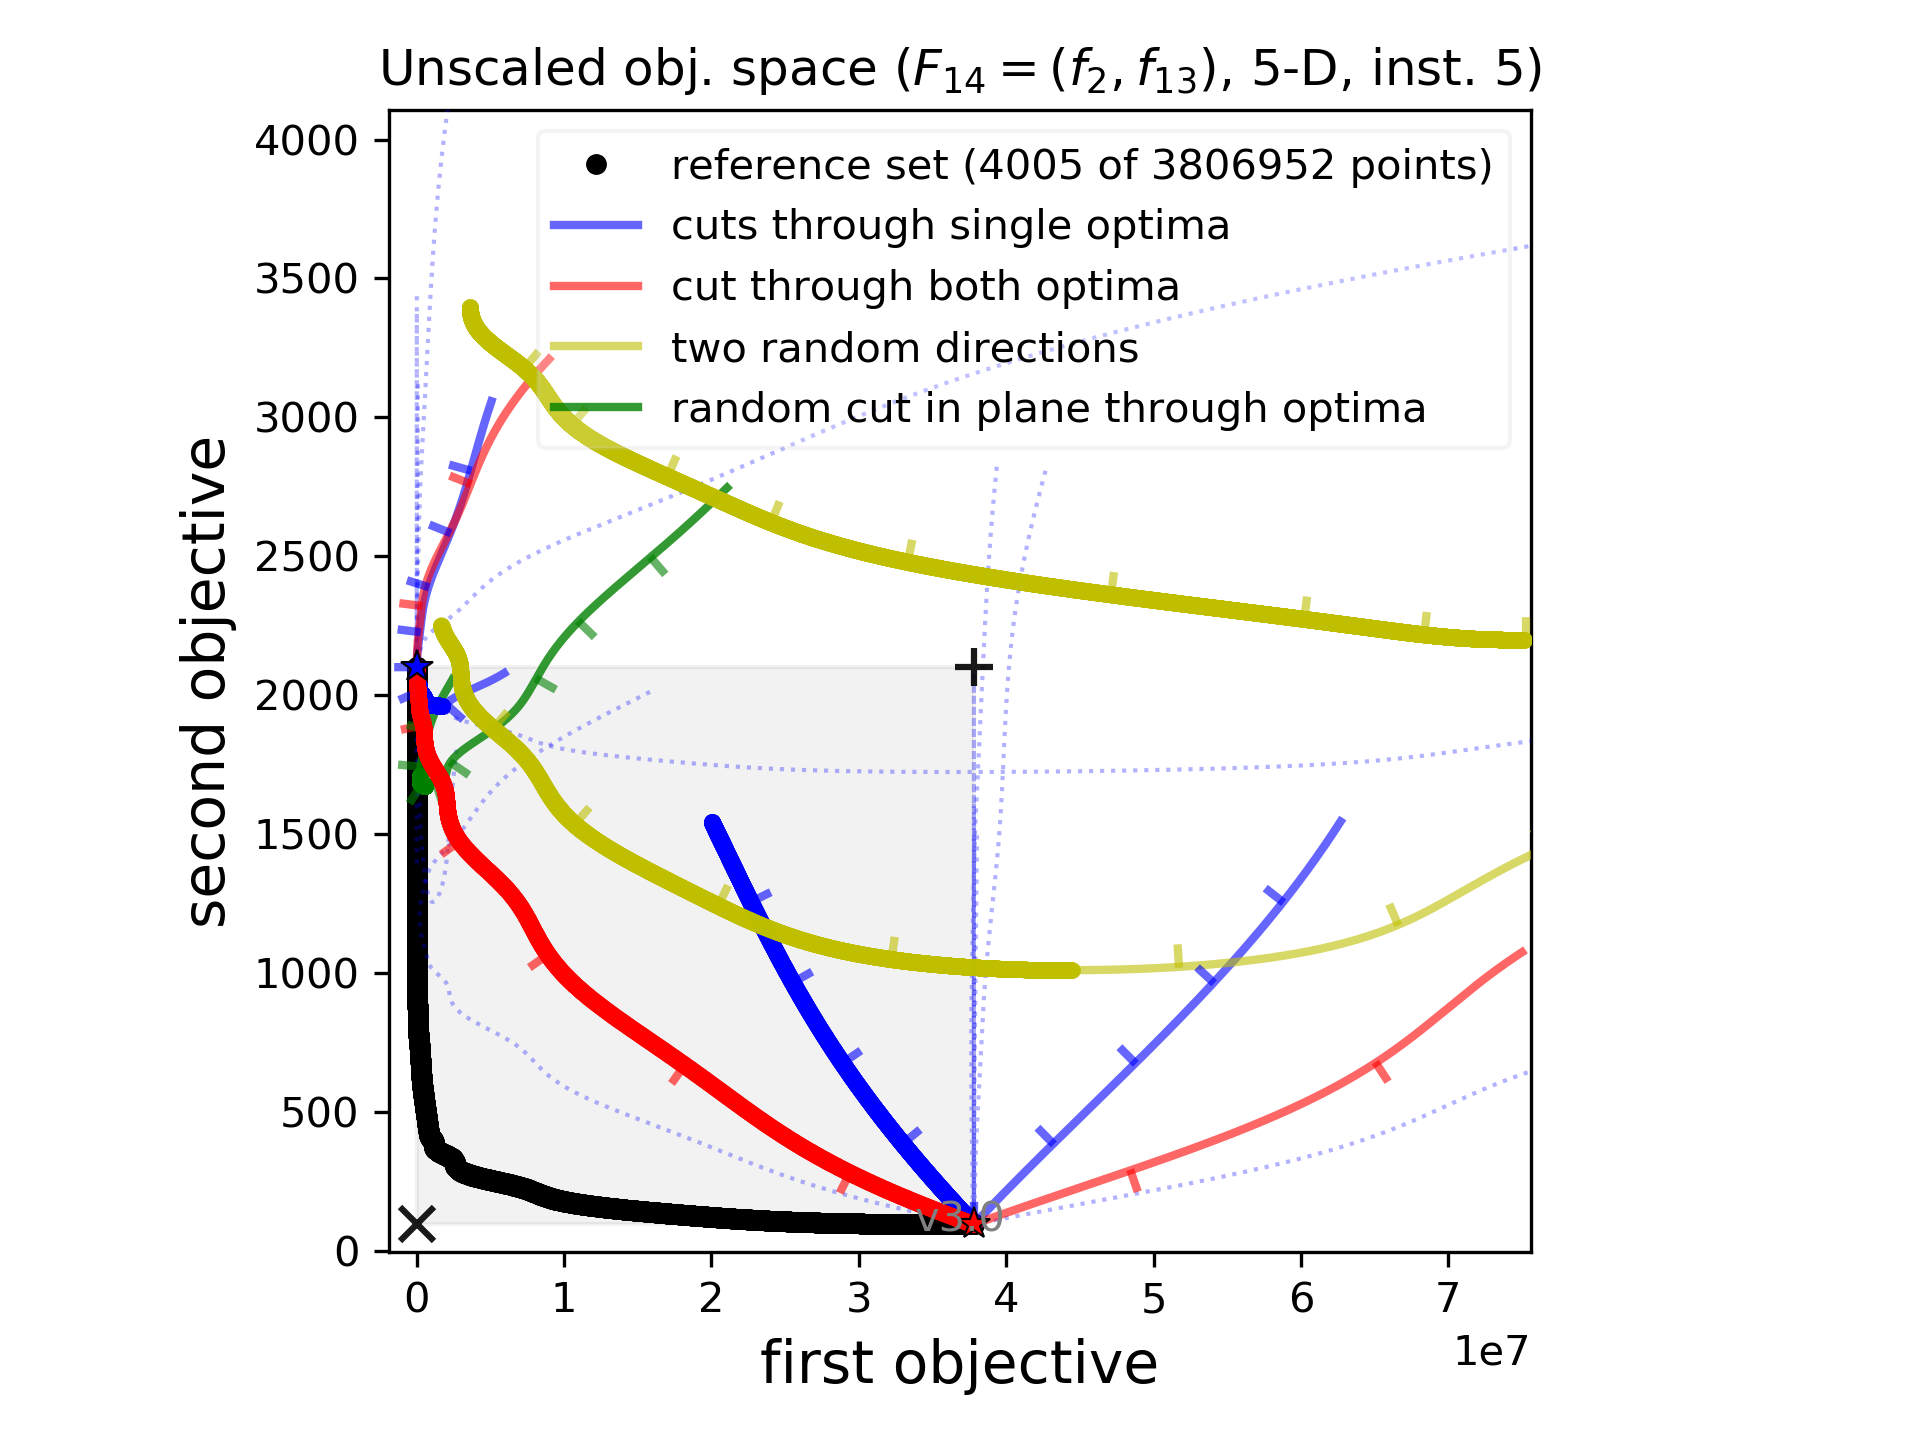 Unscaled obj. space (F14 = (f2, f13), 5-D, inst. 5)
reference set (4005 of 3806952 points)
cuts through single optima
cut through both optima
two random directions
random cut in plane through optima
second objective
4000
3500
3000
2500
2000
1500
1000
500
0
v3.0
0 1 2 3 4 5 6 7
1e7
first objective